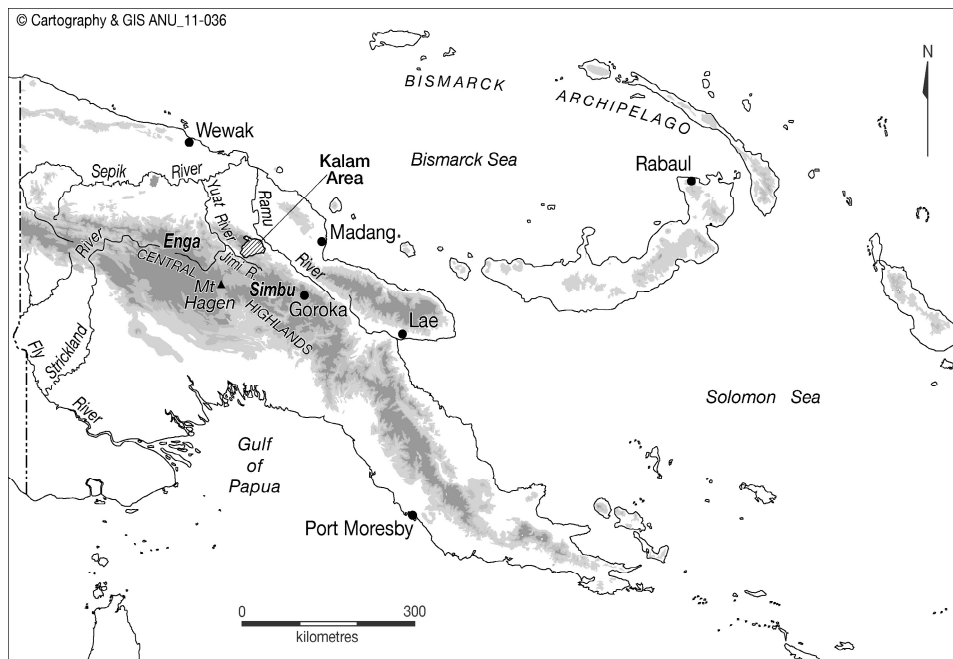 © Cartography & GIS ANU_11-036
N
BISMARCK
ARCHIPELAGO
Wewak
Bismarck Sea
Rabaul
Kalam
Area
Sepik River
Yuat River
Ramu
River
Madang
Enga
River
CENTRAL
Jimi R.
Mt
Hagen
Simbu
Goroka
HIGHLANDS
Lae
Fly
Strickland
River
Solomon Sea
Gulf
of
Papua
Port Moresby
0 300
kilometres